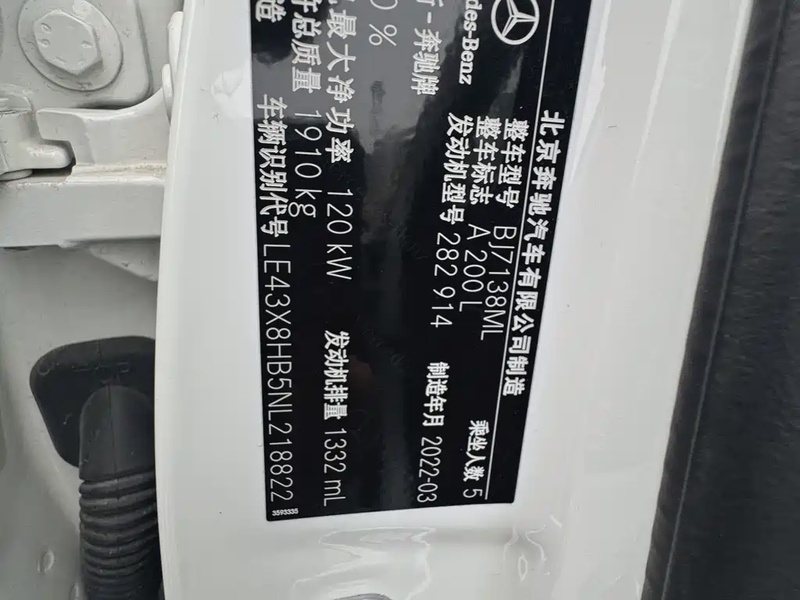 北京奔驰汽车有限公司制造
des-Benz
奔驰牌
整车型号 BJ7138ML
乘坐人数 5
整车标志 A 200 L
发动机型号 282 914
制造年月 2022-03
0 %
最大净功率 120 kW
发动机排量 1332 mL
总质量 1910 kg
造
车辆识别代号 LE43X8HB5NL218822
3593335